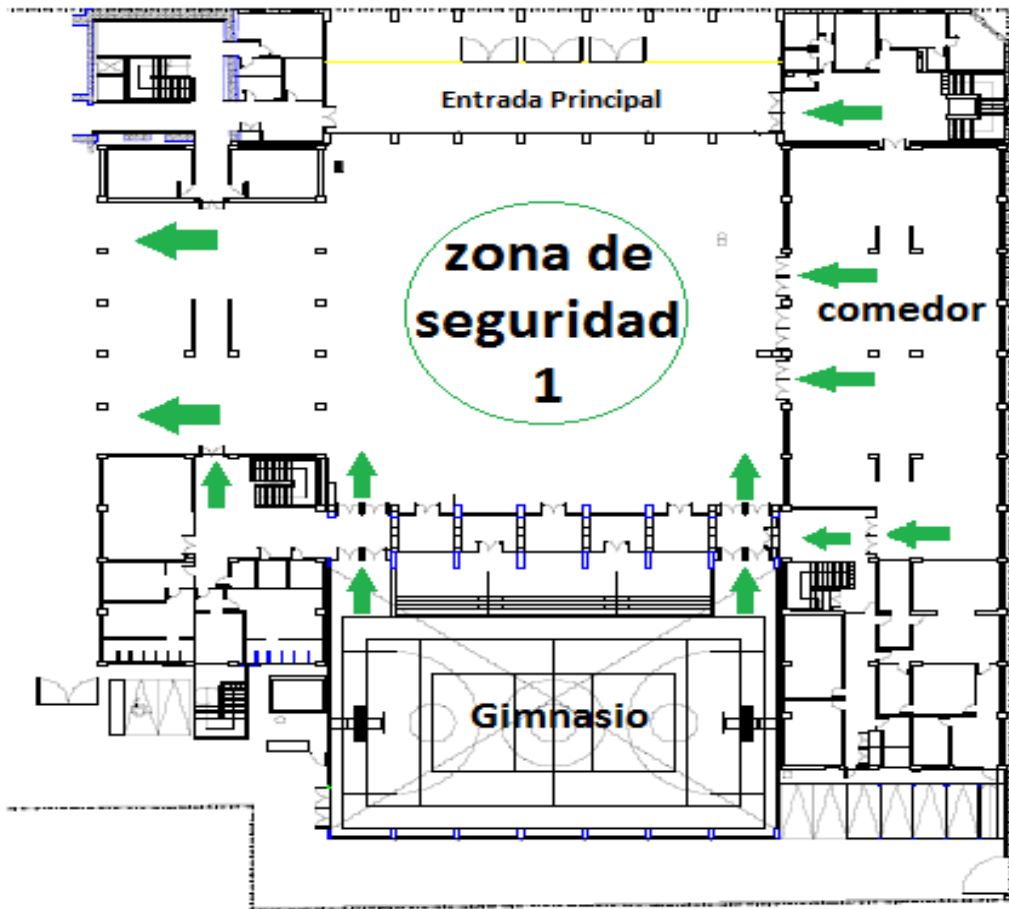 Entrada Principal
zona de
seguridad
1
comedor
Gimnasio